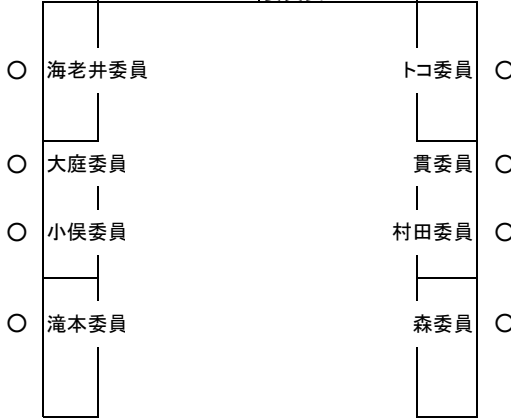 ○ 海老井委員 トコ委員 ○
○ 大庭委員 貫委員 ○
○ 小俣委員 村田委員 ○
○ 滝本委員 森委員 ○